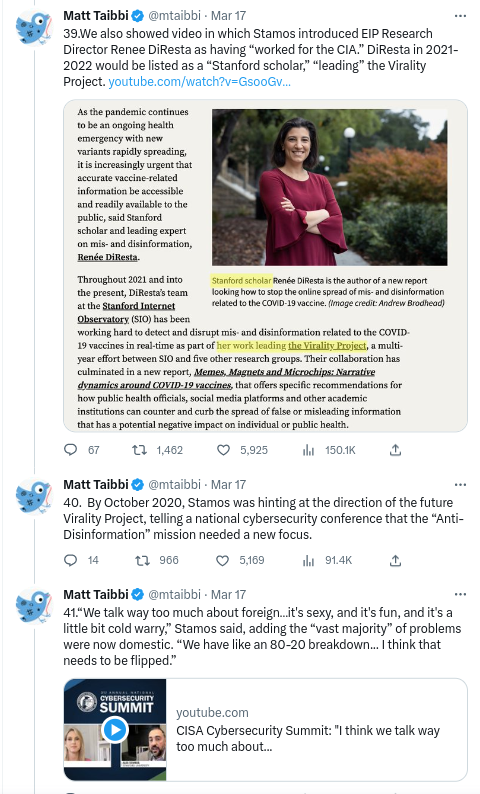 Matt Taibbi @mtaibbi · Mar 17
39.We also showed video in which Stamos introduced EIP Research
Director Renee DiResta as having “worked for the CIA.” DiResta in 2021-
2022 would be listed as a “Stanford scholar,” “leading” the Virality
Project. youtube.com/watch?v=GsooGv...
As the pandemic continues
to be an ongoing health
emergency with new
variants rapidly spreading,
it is increasingly urgent that
accurate vaccine-related
information be accessible
and readily available to the
public, said Stanford
scholar and leading expert
on mis- and disinformation,
Renée DiResta.
Throughout 2021 and into
the present, DiResta’s team
at the Stanford Internet
Observatory (SIO) has been
Stanford scholar Renée DiResta is the author of a new report
looking how to stop the online spread of mis- and disinformation
related to the COVID-19 vaccine. (Image credit: Andrew Brodhead)
working hard to detect and disrupt mis- and disinformation related to the COVID-
19 vaccines in real-time as part of her work leading the Virality Project, a multi-
year effort between SIO and five other research groups. Their collaboration has
culminated in a new report, Memes, Magnets and Microchips: Narrative
dynamics around COVID-19 vaccines, that offers specific recommendations for
how public health officials, social media platforms and other academic
institutions can counter and curb the spread of false or misleading information
that has a potential negative impact on individual or public health.
67 1,462 5,925 150.1K
Matt Taibbi @mtaibbi · Mar 17
40. By October 2020, Stamos was hinting at the direction of the future
Virality Project, telling a national cybersecurity conference that the “Anti-
Disinformation” mission needed a new focus.
14 966 5,169 91.4K
Matt Taibbi @mtaibbi · Mar 17
41.“We talk way too much about foreign...it's sexy, and it's fun, and it's a
little bit cold warry,” Stamos said, adding the “vast majority” of problems
were now domestic. “We have like an 80-20 breakdown... I think that
needs to be flipped.”
CYBERSECURITY
SUMMIT
youtube.com
CISA Cybersecurity Summit: "I think we talk way
too much about...